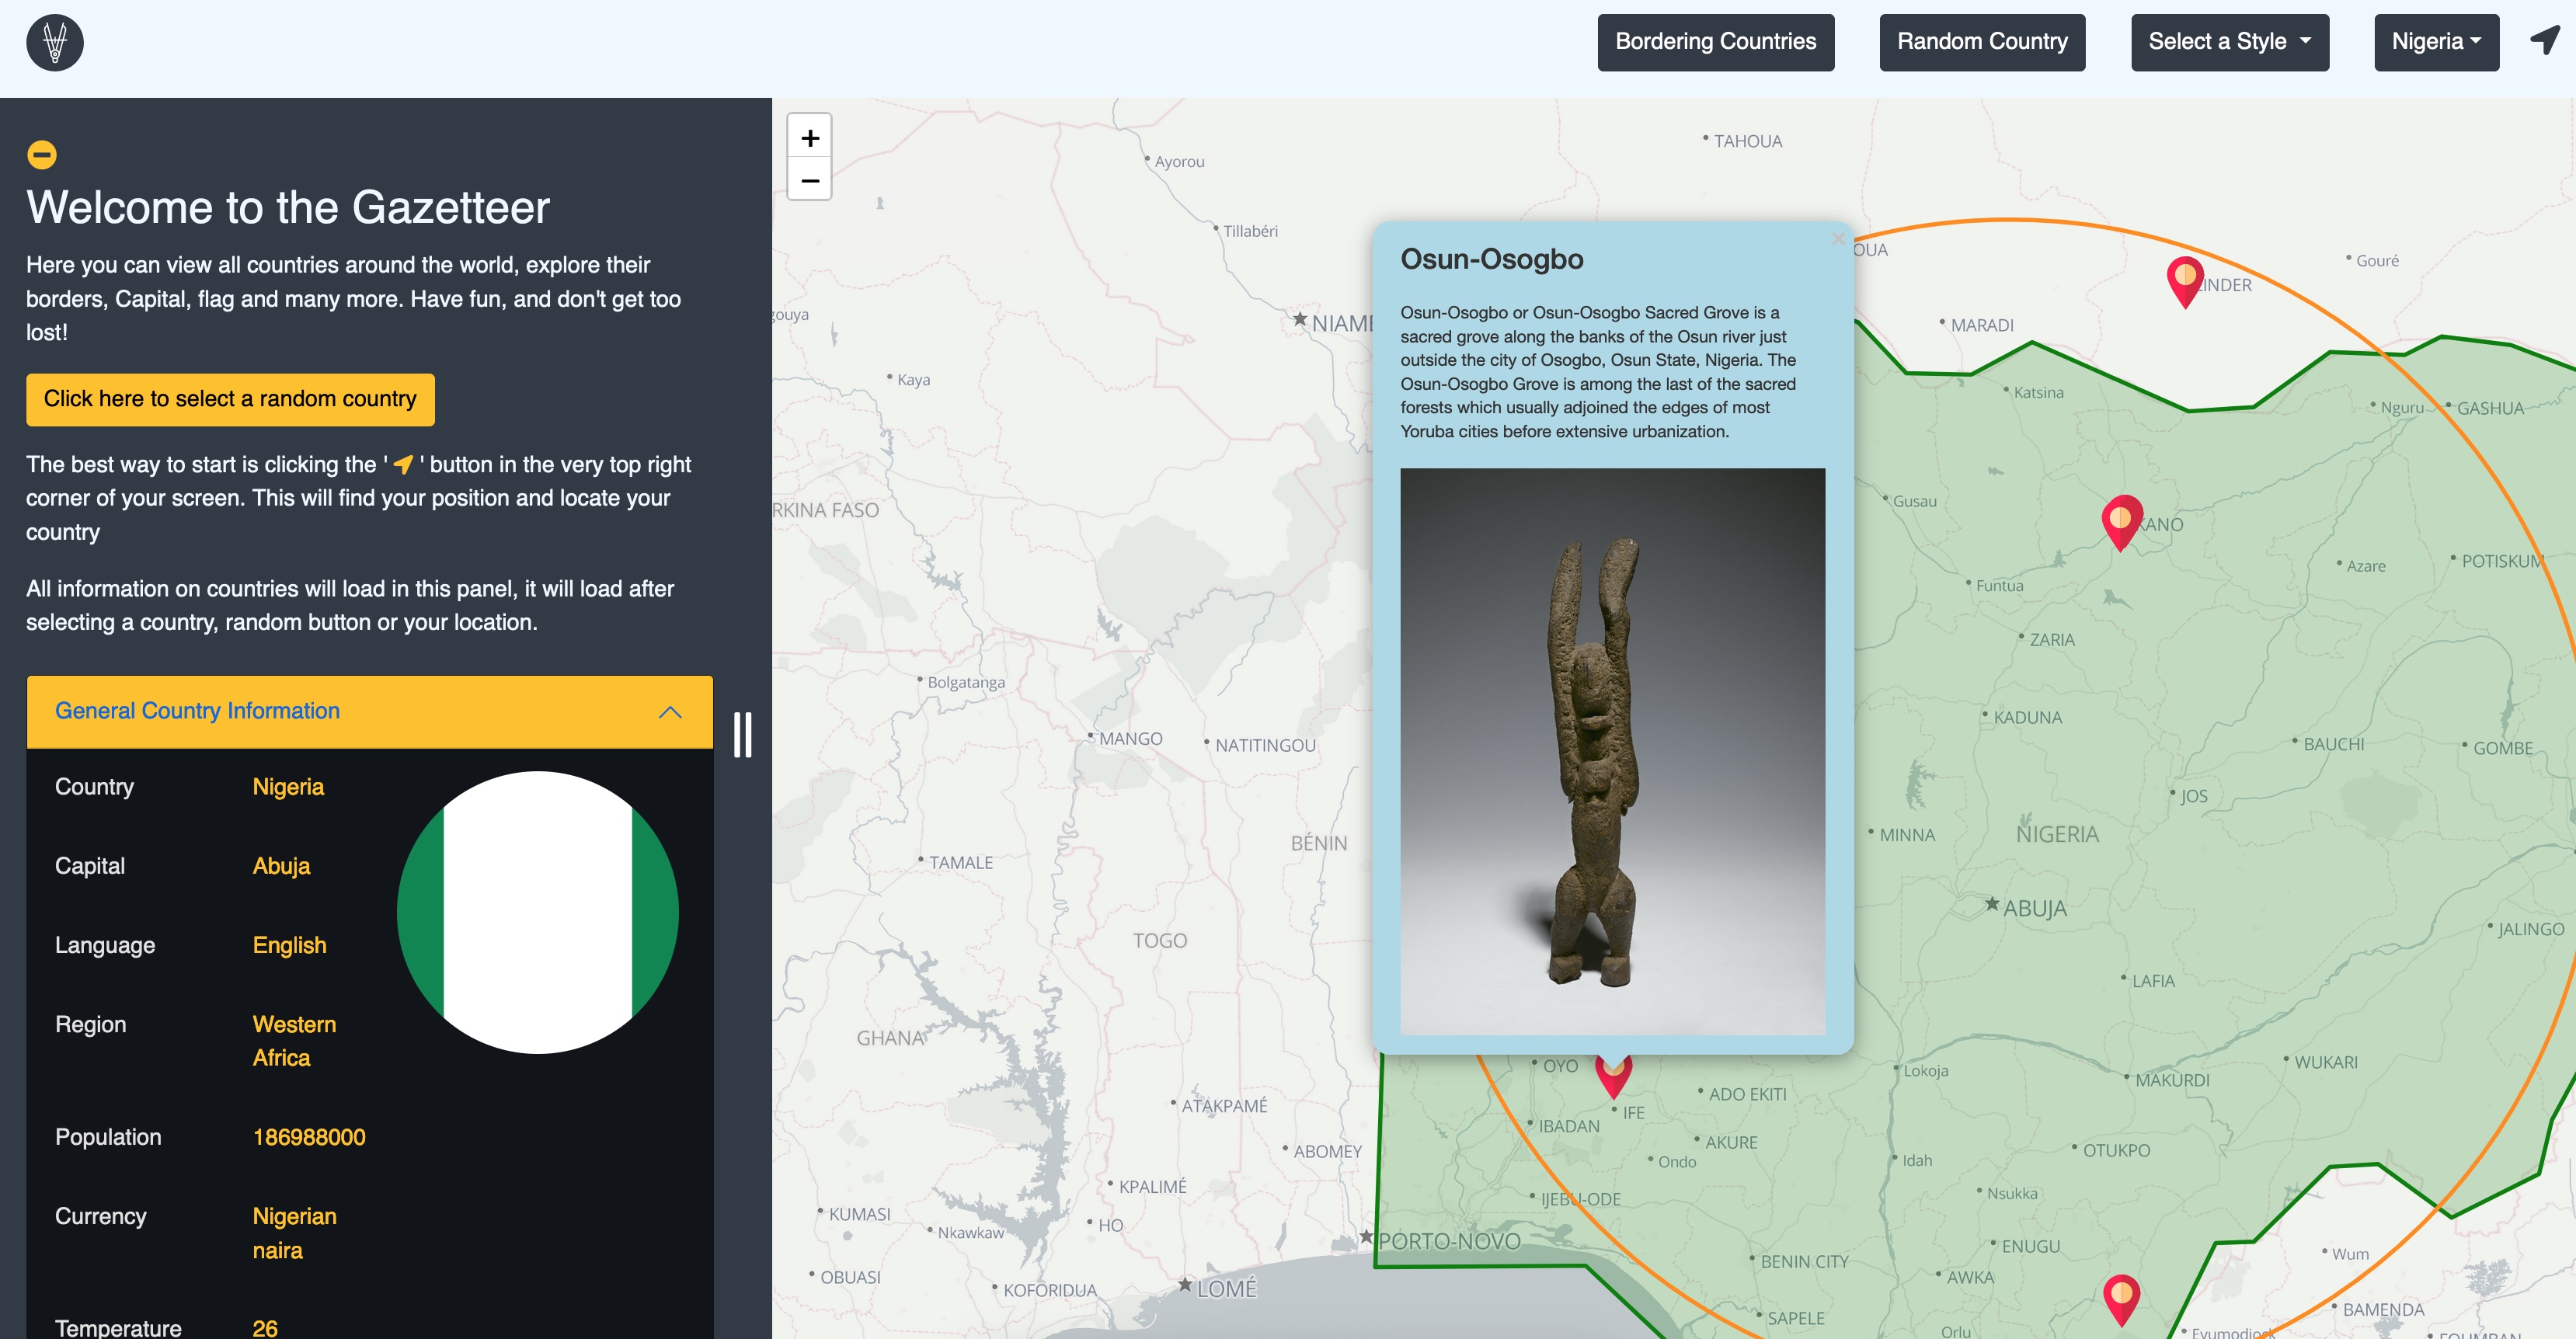 Bordering Countries
Random Country
Select a Style
Nigeria
Welcome to the Gazetteer
Here you can view all countries around the world, explore their
borders, Capital, flag and many more. Have fun, and don't get too
lost!
Click here to select a random country
The best way to start is clicking the ' ' button in the very top right
corner of your screen. This will find your position and locate your
country
All information on countries will load in this panel, it will load after
selecting a country, random button or your location.
General Country Information
Country Nigeria
Capital Abuja
Language English
Region Western
Africa
Population 186988000
Currency Nigerian
naira
Temperature 26
+
−
Osun-Osogbo
Osun-Osogbo or Osun-Osogbo Sacred Grove is a
sacred grove along the banks of the Osun river just
outside the city of Osogbo, Osun State, Nigeria. The
Osun-Osogbo Grove is among the last of the sacred
forests which usually adjoined the edges of most
Yoruba cities before extensive urbanization.
TAHOUA
Ayorou
Tillabéri
OUA
Gouré
INDER
gouya
NIAM
MARADI
Kaya
Katsina
Nguru
GASHUA
Gusau
RKINA FASO
KANO
Azare
POTISKUM
Funtua
ZARIA
Bolgatanga
KADUNA
MANGO
NATITINGOU
BAUCHI
GOMBE
JOS
MINNA
NIGERIA
BÉNIN
TAMALE
ABUJA
JALINGO
TOGO
LAFIA
GHANA
OYO
Lokoja
WUKARI
MAKURDI
ADO EKITI
ATAKPAMÉ
IFE
IBADAN
AKURE
ABOMEY
OTUKPO
Ondo
Idah
KPALIMÉ
IJEBU-ODE
Nsukka
KUMASI
HO
Nkawkaw
PORTO-NOVO
ENUGU
Wum
BENIN CITY
OBUASI
AWKA
KOFORIDUA
LOMÉ
BAMENDA
SAPELE
Orlu
Eyumodjock
FOUMBAN